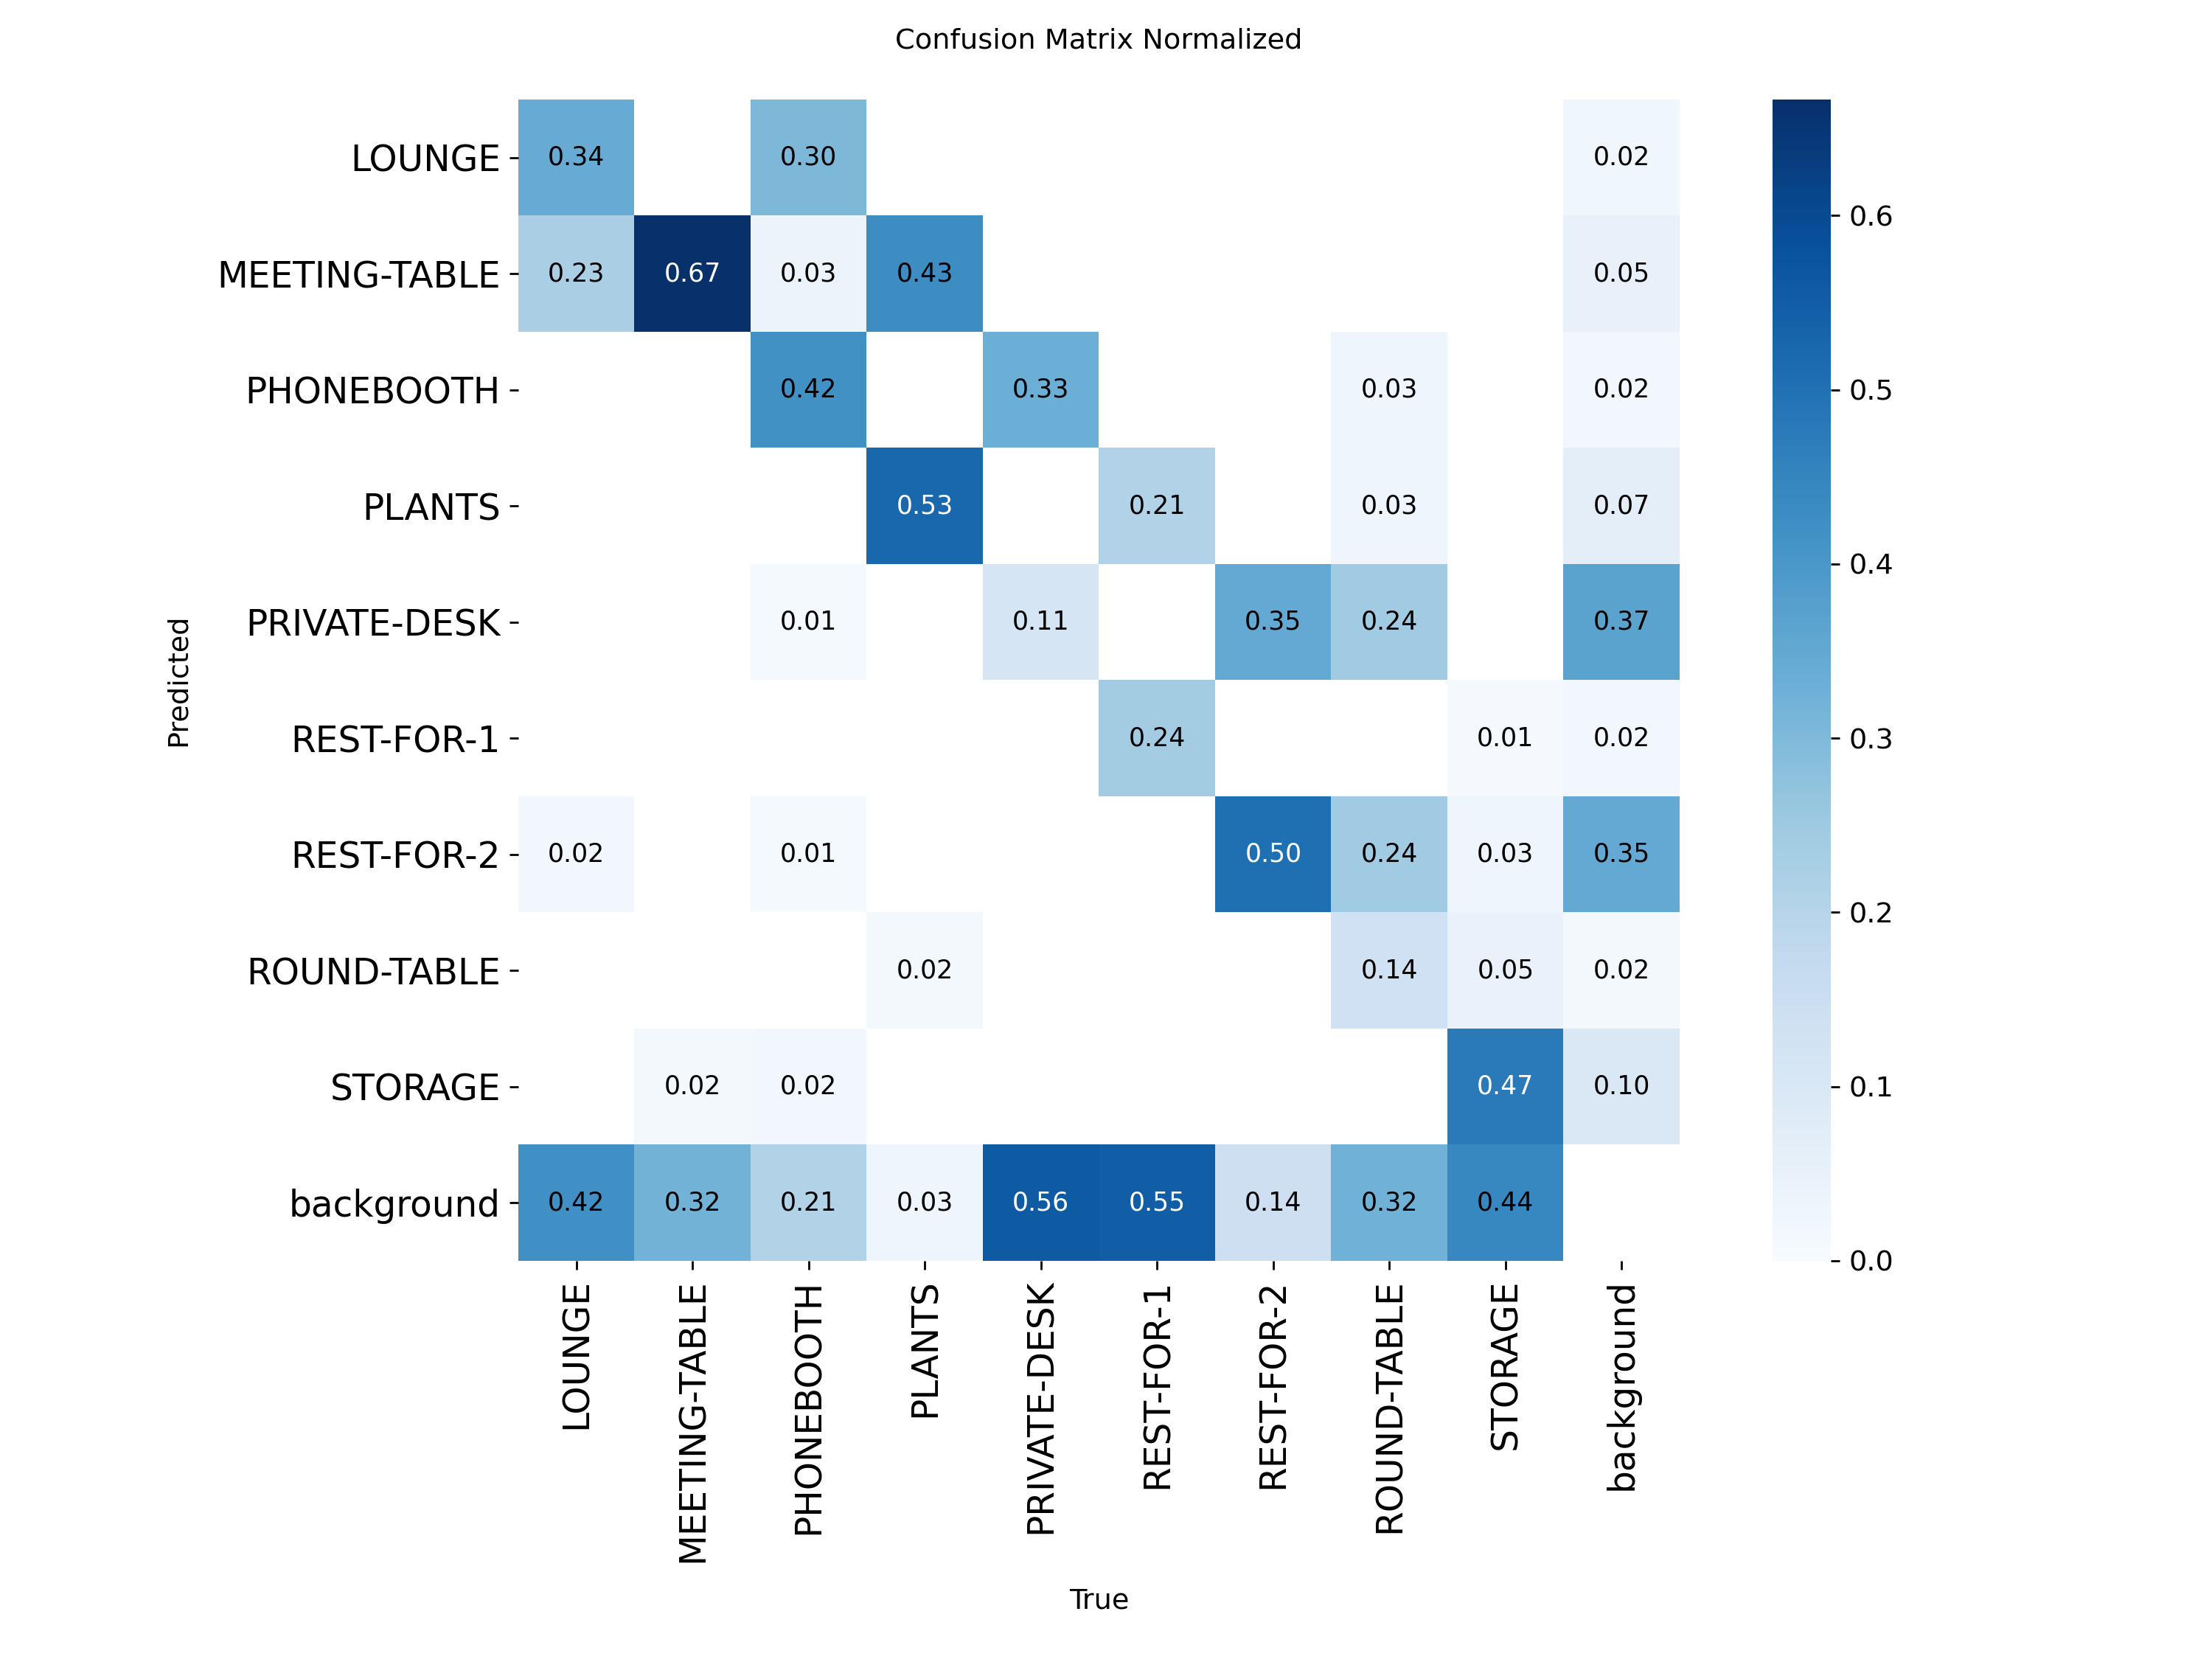 Confusion Matrix Normalized
LOUNGE 0.34 0.30 0.02
MEETING-TABLE 0.23 0.67 0.03 0.43 0.05
PHONEBOOTH 0.42 0.33 0.03 0.02
PLANTS 0.53 0.21 0.03 0.07
PRIVATE-DESK 0.01 0.11 0.35 0.24 0.37
REST-FOR-1 0.24 0.01 0.02
REST-FOR-2 0.02 0.01 0.50 0.24 0.03 0.35
ROUND-TABLE 0.02 0.14 0.05 0.02
STORAGE 0.02 0.02 0.47 0.10
background 0.42 0.32 0.21 0.03 0.56 0.55 0.14 0.32 0.44
Predicted
LOUNGE
MEETING-TABLE
PHONEBOOTH
PLANTS
PRIVATE-DESK
REST-FOR-1
REST-FOR-2
ROUND-TABLE
STORAGE
background
True
0.6
0.5
0.4
0.3
0.2
0.1
0.0